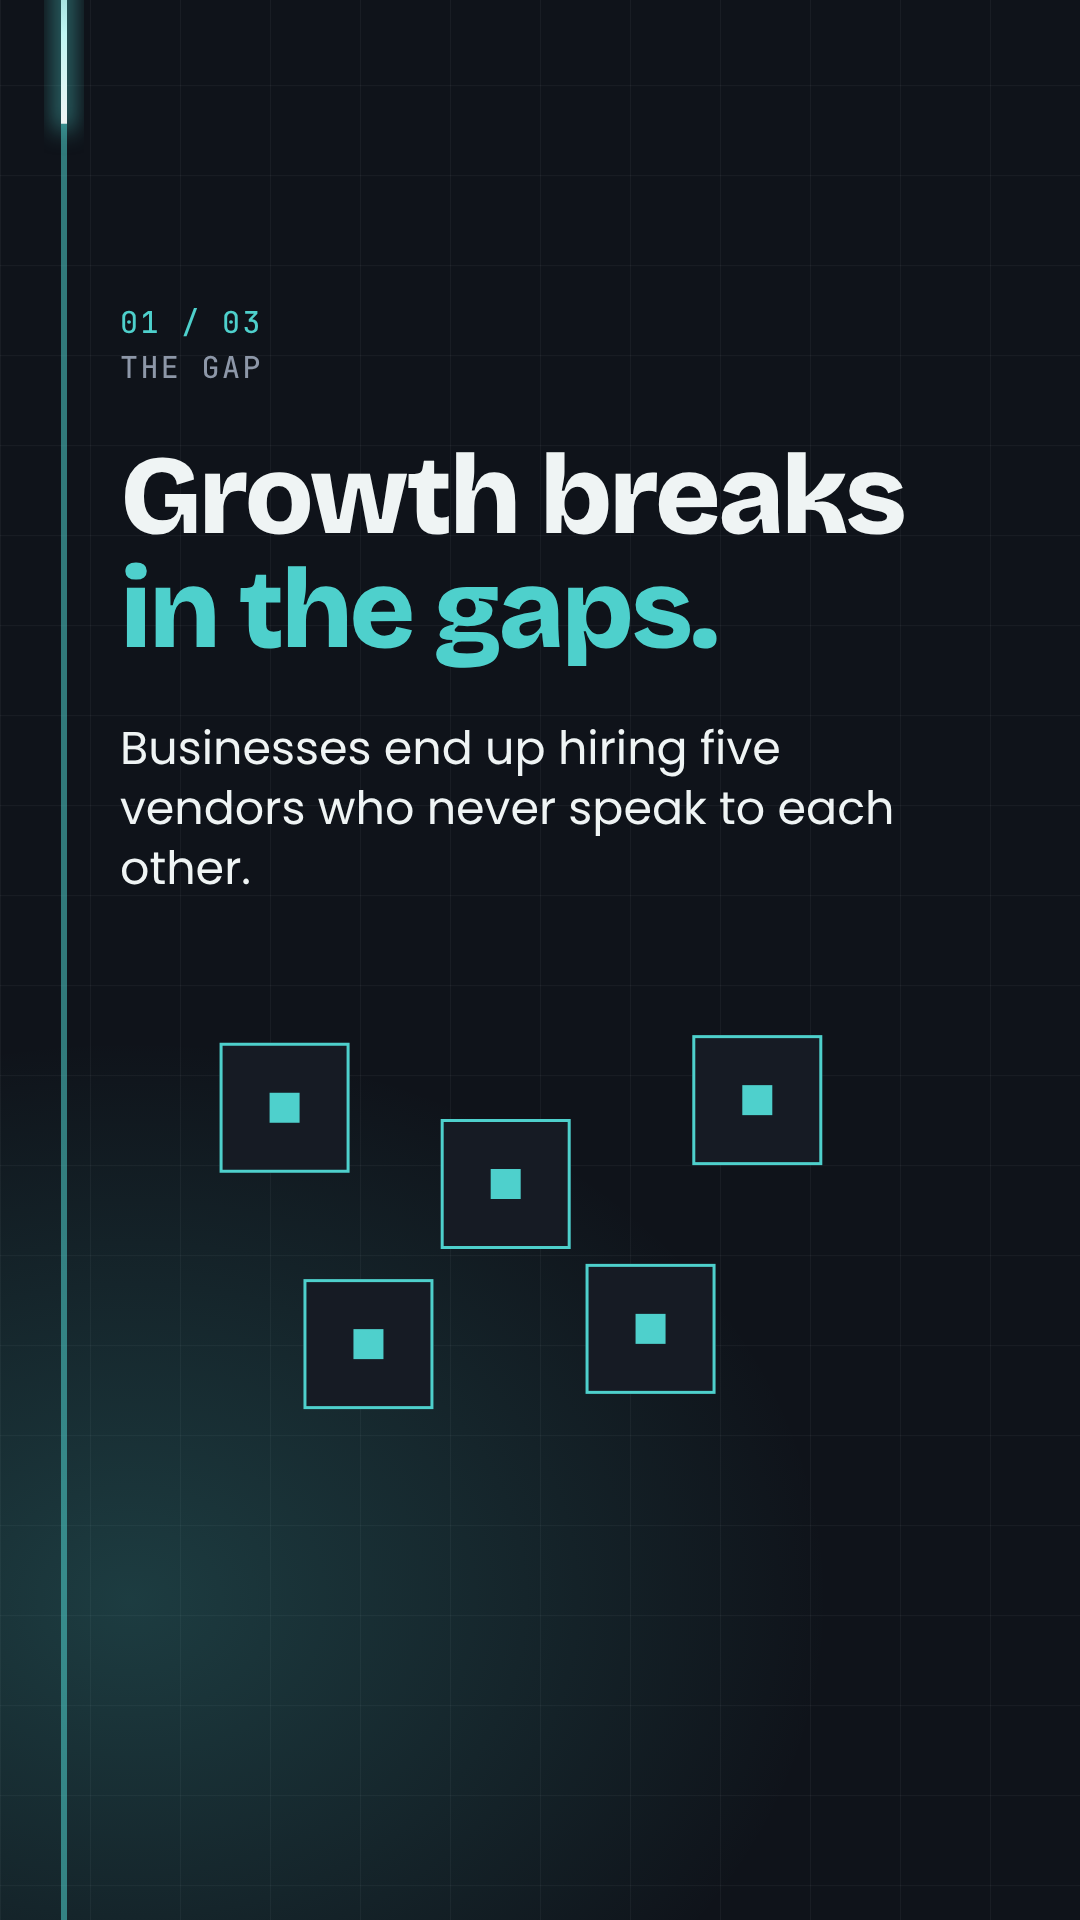 01 / 03
THE GAP
Growth breaks
in the gaps.
Businesses end up hiring five
vendors who never speak to each
other.